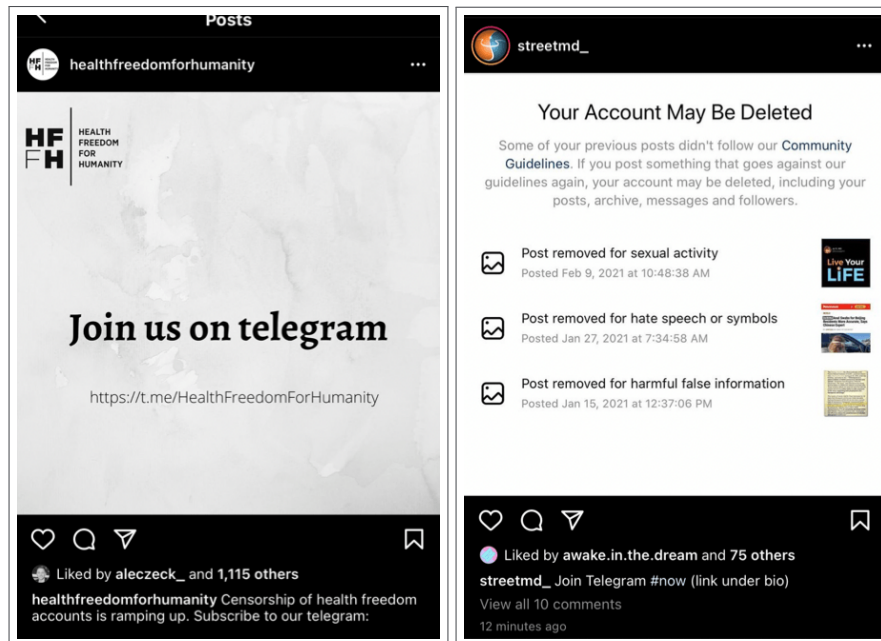 Posts
healthfreedomforhumanity
HF
FH
HEALTH
FREEDOM
FOR
HUMANITY
Join us on telegram
https://t.me/HealthFreedomForHumanity
Liked by aleczeck_ and 1,115 others
healthfreedomforhumanity Censorship of health freedom
accounts is ramping up. Subscribe to our telegram:
streetmd_
Your Account May Be Deleted
Some of your previous posts didn't follow our Community
Guidelines. If you post something that goes against our
guidelines again, your account may be deleted, including your
posts, archive, messages and followers.
Post removed for sexual activity
Posted Feb 9, 2021 at 10:48:38 AM
Live Your
LiFE
Post removed for hate speech or symbols
Posted Jan 27, 2021 at 7:34:58 AM
Post removed for harmful false information
Posted Jan 15, 2021 at 12:37:06 PM
Liked by awake.in.the.dream and 75 others
streetmd_ Join Telegram #now (link under bio)
View all 10 comments
12 minutes ago